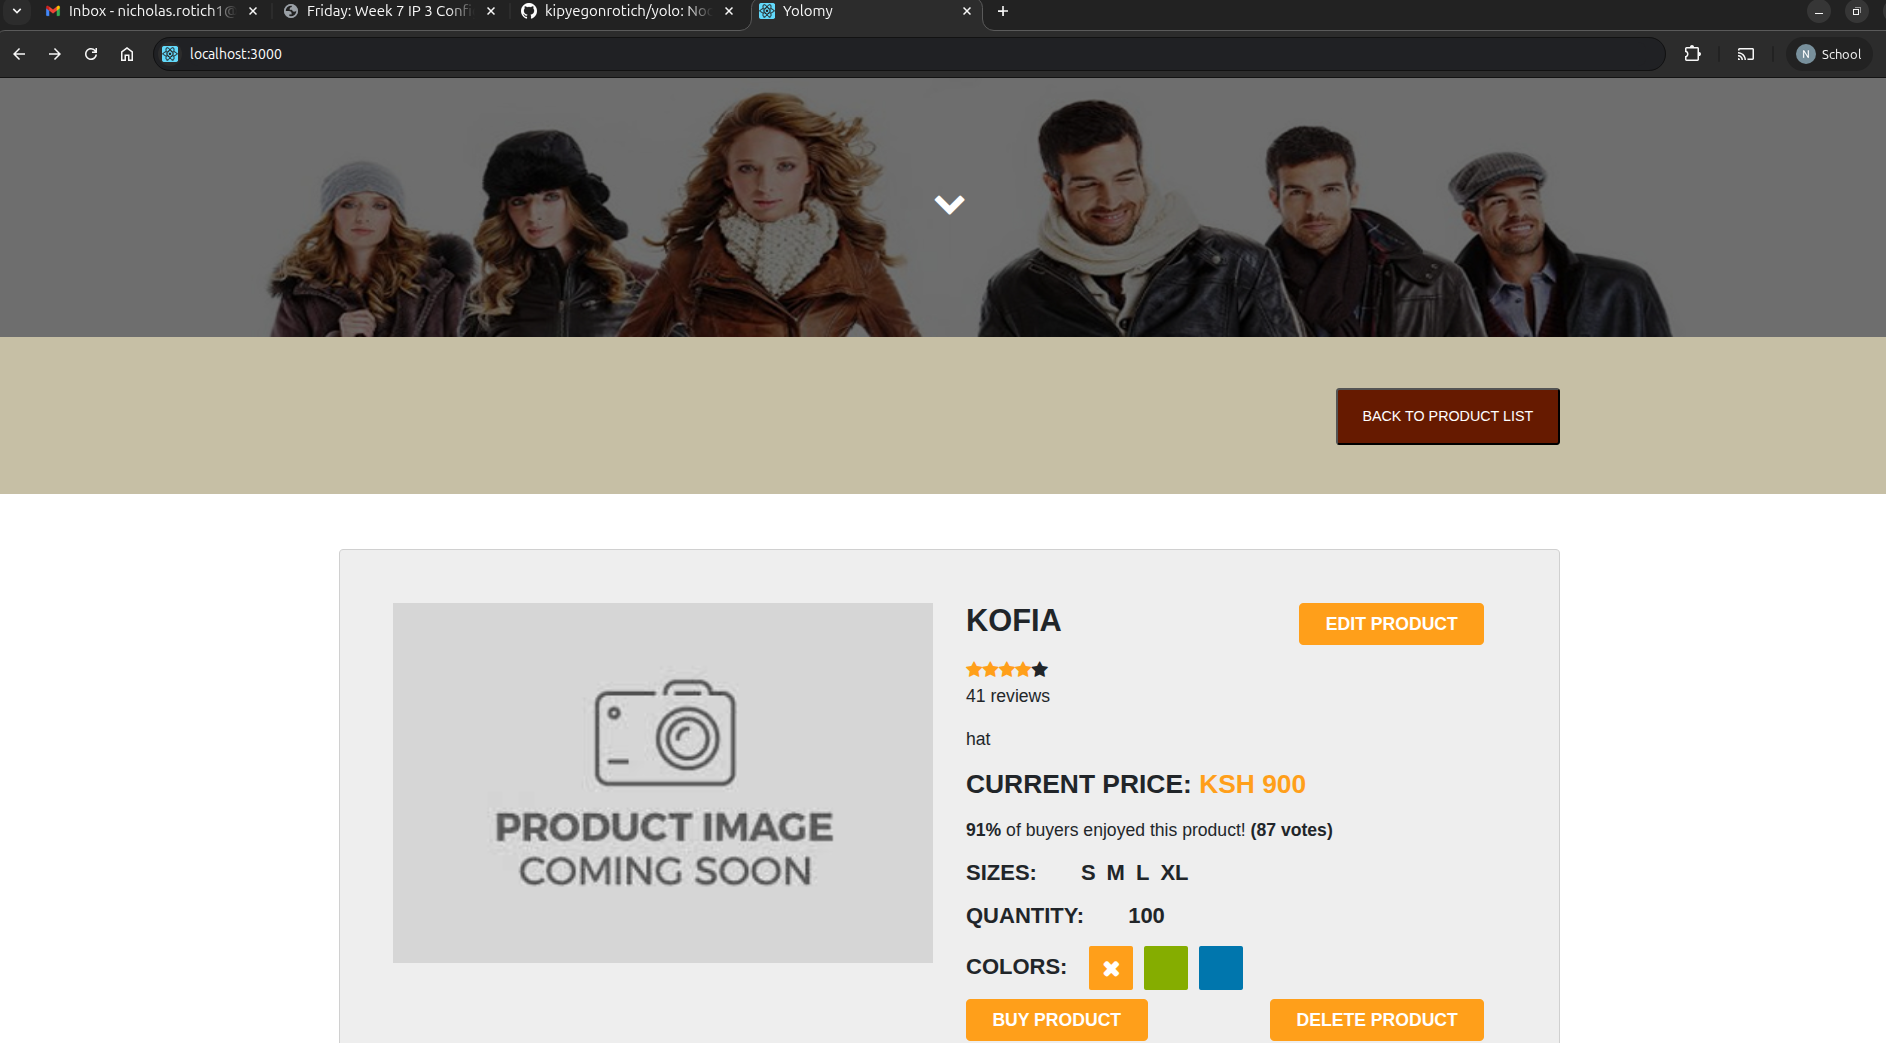 Inbox - nicholas.rotich1@
Friday: Week 7 IP 3 Confi
kipyegonrotich/yolo: Noc
Yolomy
localhost:3000
N School
BACK TO PRODUCT LIST
KOFIA
EDIT PRODUCT
41 reviews
hat
CURRENT PRICE: KSH 900
91% of buyers enjoyed this product! (87 votes)
SIZES: S M L XL
QUANTITY: 100
COLORS:
BUY PRODUCT
DELETE PRODUCT
PRODUCT IMAGE
COMING SOON